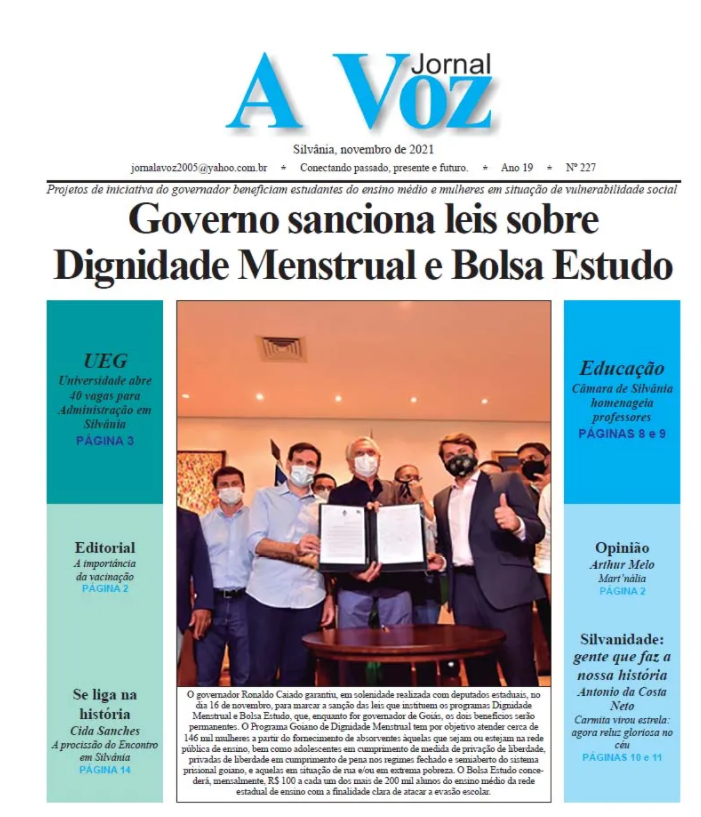 A Voz
Jornal
Silvânia, novembro de 2021
jornalavoz2005@yahoo.com.br * Conectando passado, presente e futuro. * Ano 19 * Nº 227
Projetos de iniciativa do governador beneficiam estudantes do ensino médio e mulheres em situação de vulnerabilidade social
Governo sanciona leis sobre
Dignidade Menstrual e Bolsa Estudo
UEG
Universidade abre
40 vagas para
Administração em
Silvânia
PÁGINA 3
Editorial
A importância
da vacinação
PÁGINA 2
Se liga na
história
Cida Sanches
A procissão do Encontro
em Silvânia
PÁGINA 14
O governador Ronaldo Caiado garantiu, em solenidade realizada com deputados estaduais, no
dia 16 de novembro, para marcar a sanção das leis que instituem os programas Dignidade
Menstrual e Bolsa Estudo, que, enquanto for governador de Goiás, os dois benefícios serão
permanentes. O Programa Goiano de Dignidade Menstrual tem por objetivo atender cerca de
146 mil mulheres a partir do fornecimento de absorventes àquelas que sejam ou estejam na rede
pública de ensino, bem como adolescentes em cumprimento de medida de privação de liberdade,
privadas de liberdade em cumprimento de pena nos regimes fechado e semiaberto do sistema
prisional goiano, e aquelas em situação de rua e/ou em extrema pobreza. O Bolsa Estudo conce-
derá, mensalmente, R$ 100 a cada um dos mais de 200 mil alunos do ensino médio da rede
estadual de ensino com a finalidade clara de atacar a evasão escolar.
Educação
Câmara de Silvânia
homenageia
professores
PÁGINAS 8 e 9
Opinião
Arthur Melo
Mart'nália
PÁGINA 2
Silvanidade:
gente que faz a
nossa história
Antonio da Costa
Neto
Carmita virou estrela:
agora reluz gloriosa no
céu
PÁGINAS 10 e 11